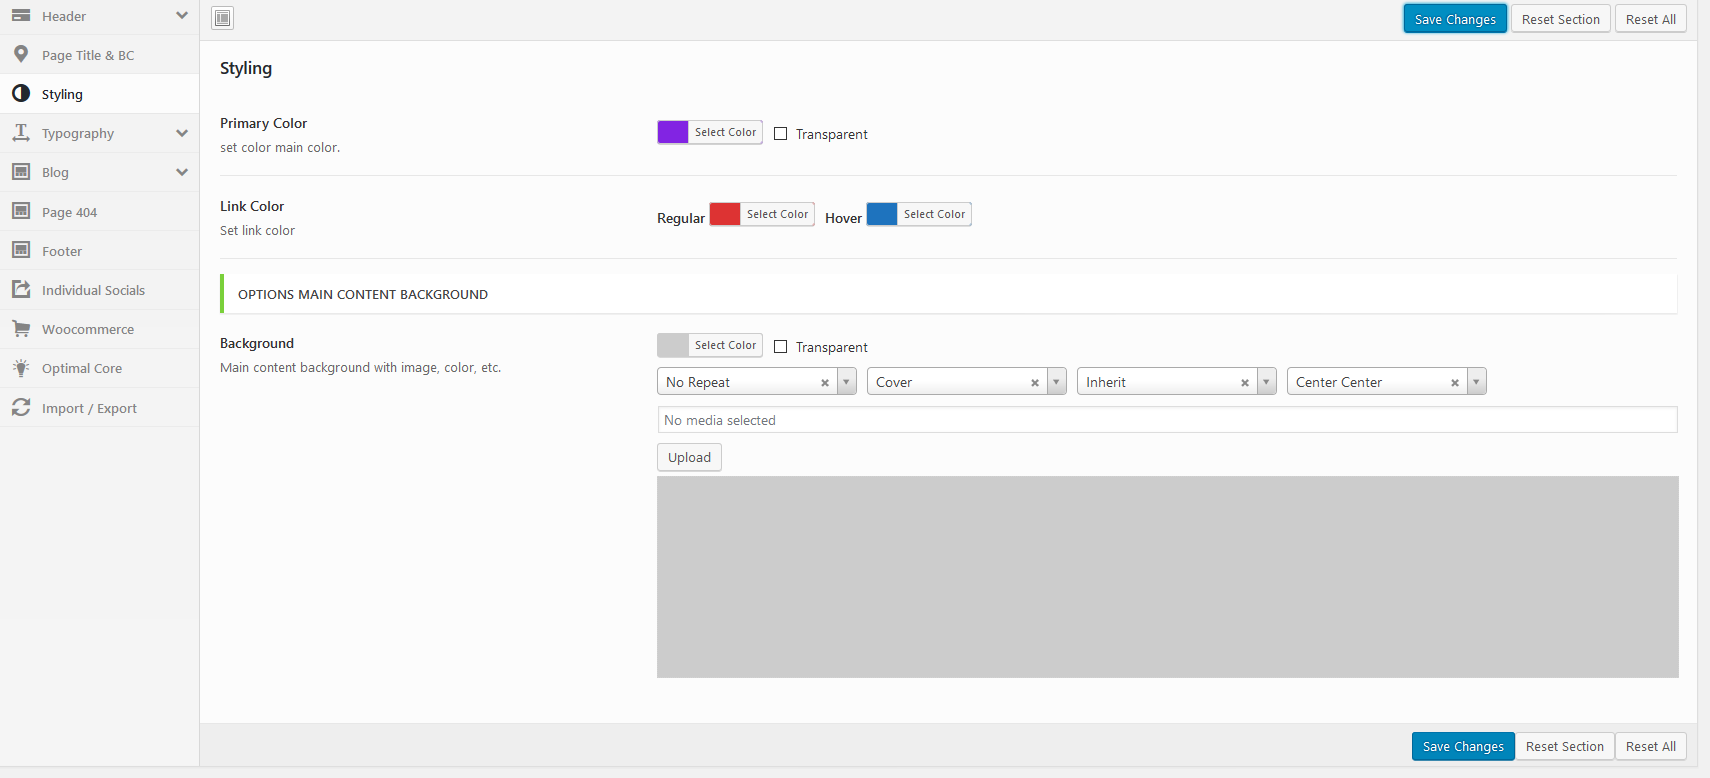 Header
Page Title & BC
Styling
Typography
Blog
Page 404
Footer
Individual Socials
Woocommerce
Optimal Core
Import / Export
Save Changes Reset Section Reset All
Styling
Primary Color
set color main color.
Select Color Transparent
Link Color
Set link color
Regular Select Color Hover Select Color
OPTIONS MAIN CONTENT BACKGROUND
Background
Main content background with image, color, etc.
Select Color Transparent
No Repeat Cover Inherit Center Center
No media selected
Upload
Save Changes Reset Section Reset All